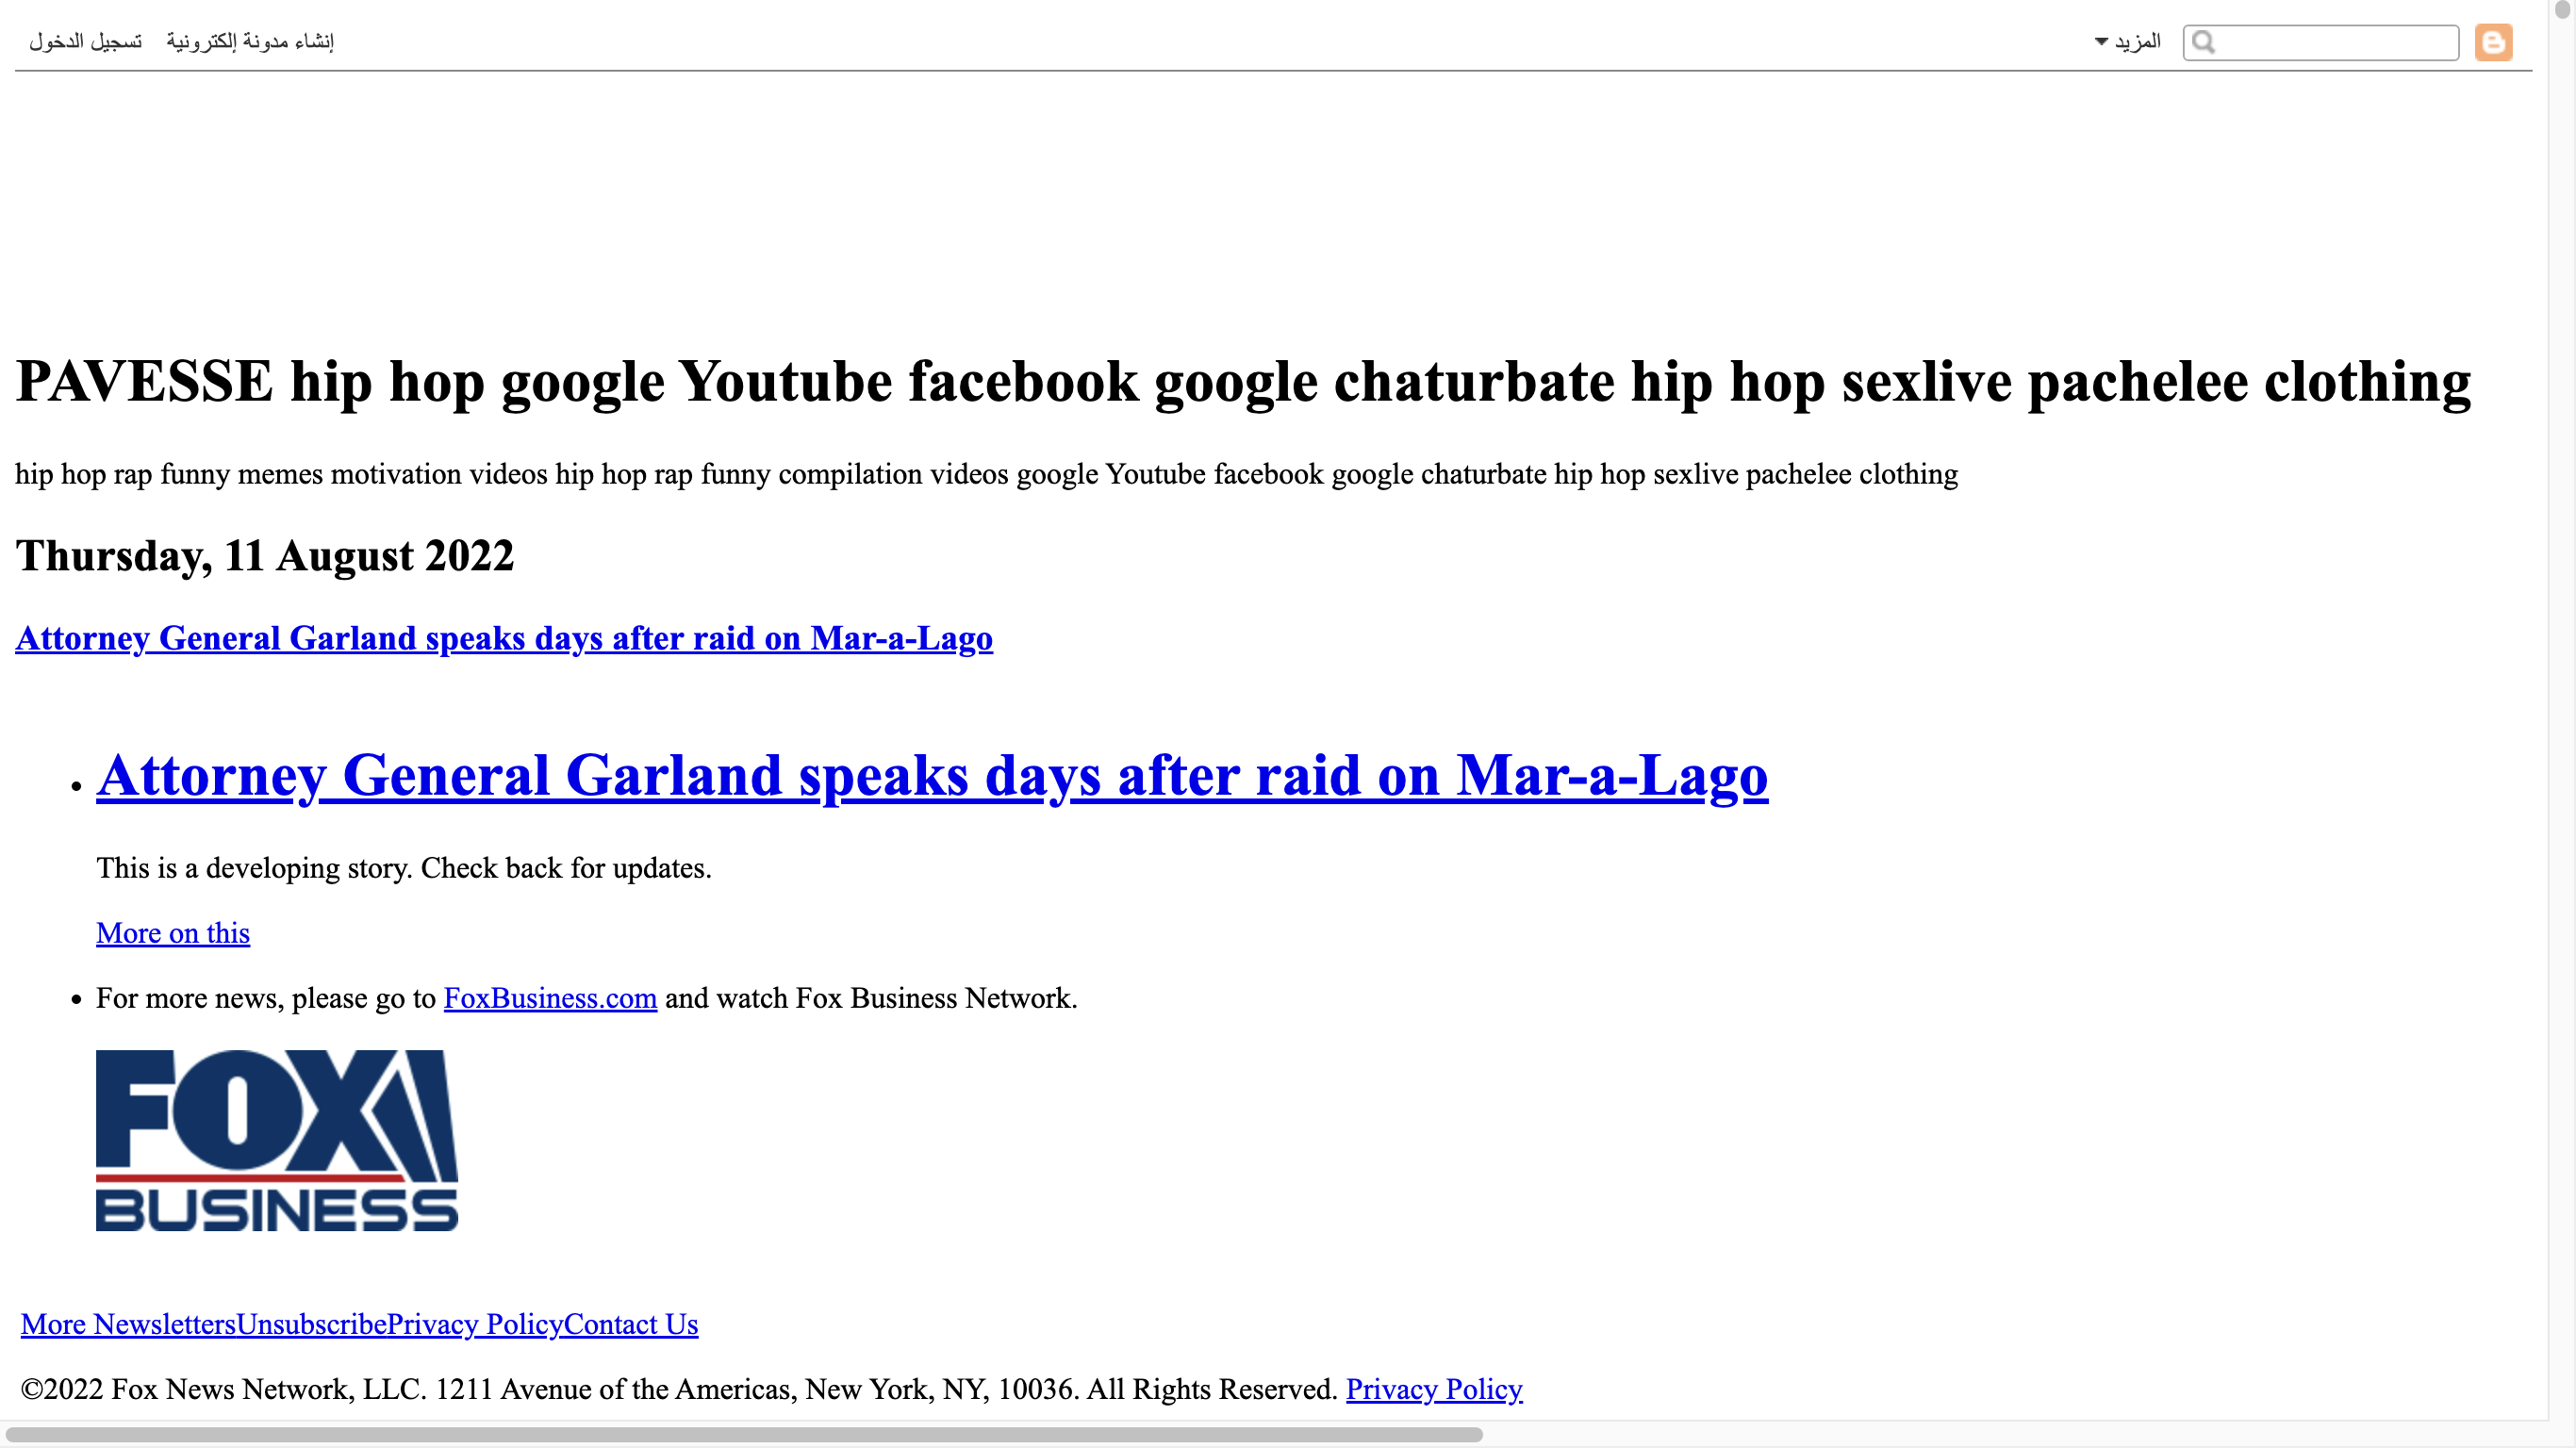 تسجيل الدخول إنشاء مدونة إلكترونية المزيد
PAVESSE hip hop google Youtube facebook google chaturbate hip hop sexlive pachelee clothing
hip hop rap funny memes motivation videos hip hop rap funny compilation videos google Youtube facebook google chaturbate hip hop sexlive pachelee clothing
Thursday, 11 August 2022
Attorney General Garland speaks days after raid on Mar-a-Lago
Attorney General Garland speaks days after raid on Mar-a-Lago
This is a developing story. Check back for updates.
More on this
For more news, please go to FoxBusiness.com and watch Fox Business Network.
FOX
BUSINESS
More NewslettersUnsubscribePrivacy PolicyContact Us
©2022 Fox News Network, LLC. 1211 Avenue of the Americas, New York, NY, 10036. All Rights Reserved. Privacy Policy